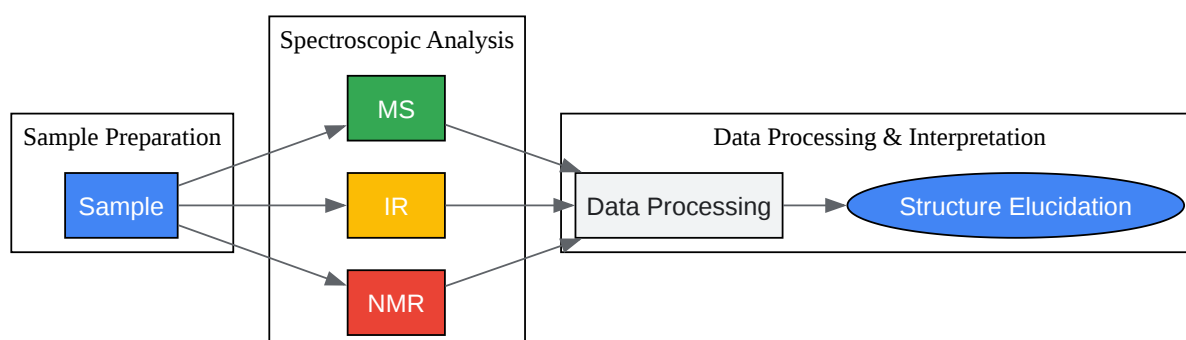 Sample Preparation
Sample
Spectroscopic Analysis
MS
IR
NMR
Data Processing & Interpretation
Data Processing
Structure Elucidation